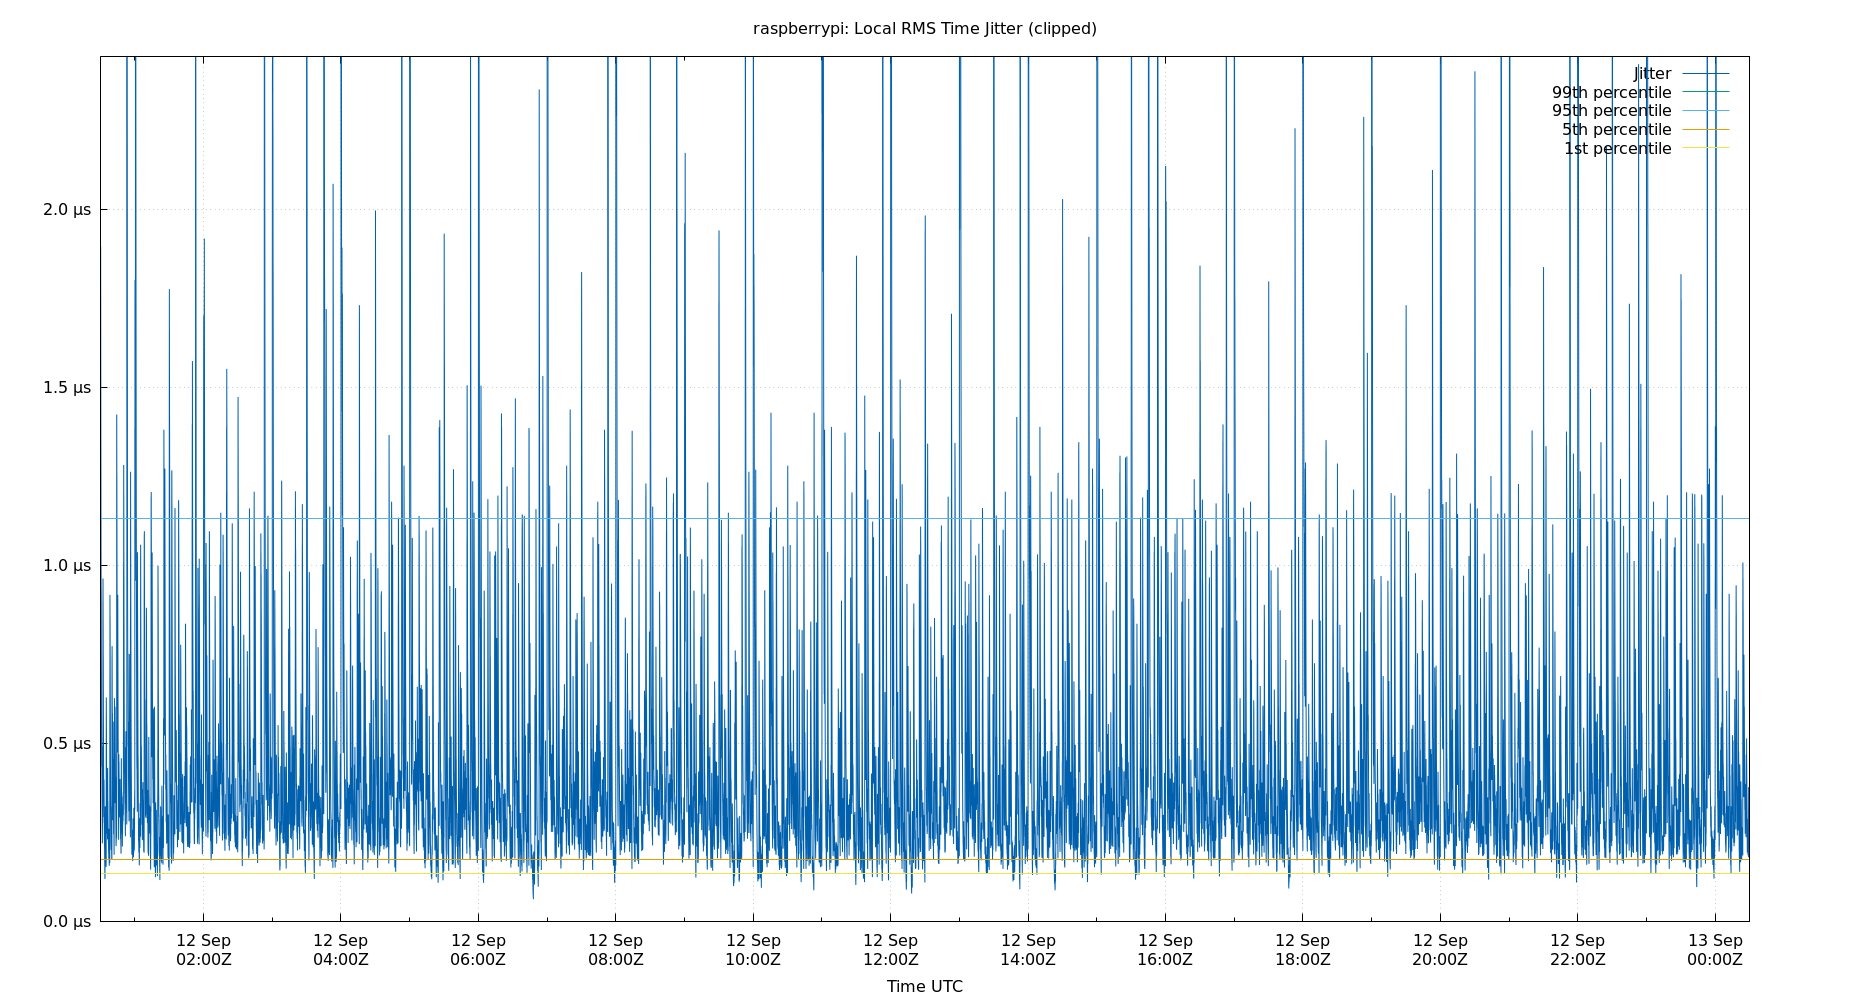 raspberrypi: Local RMS Time Jitter (clipped)
Jitter
99th percentile
95th percentile
5th percentile
1st percentile
2.0 µs
1.5 µs
1.0 µs
0.5 µs
0.0 µs
12 Sep 12 Sep 12 Sep 12 Sep 12 Sep 12 Sep 12 Sep 12 Sep 12 Sep 12 Sep 12 Sep 13 Sep
02:00Z 04:00Z 06:00Z 08:00Z 10:00Z 12:00Z 14:00Z 16:00Z 18:00Z 20:00Z 22:00Z 00:00Z
Time UTC